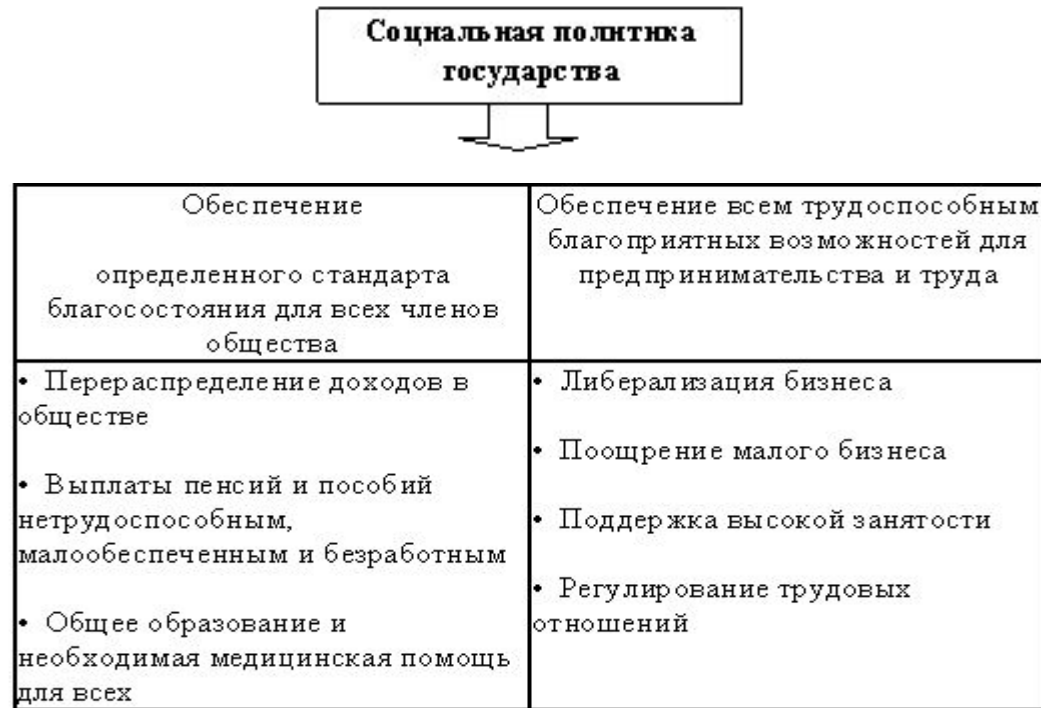 Социальная политика
государства
Обеспечение
определенного стандарта
благосостояния для всех членов
общества
Обеспечение всем трудоспособным
благоприятных возможностей для
предпринимательства и труда
• Перераспределение доходов в
обществе
• Выплаты пенсий и пособий
нетрудоспособным,
малообеспеченным и безработным
• Общее образование и
необходимая медицинская помощь
для всех
• Либерализация бизнеса
• Поощрение малого бизнеса
• Поддержка высокой занятости
• Регулирование трудовых
отношений